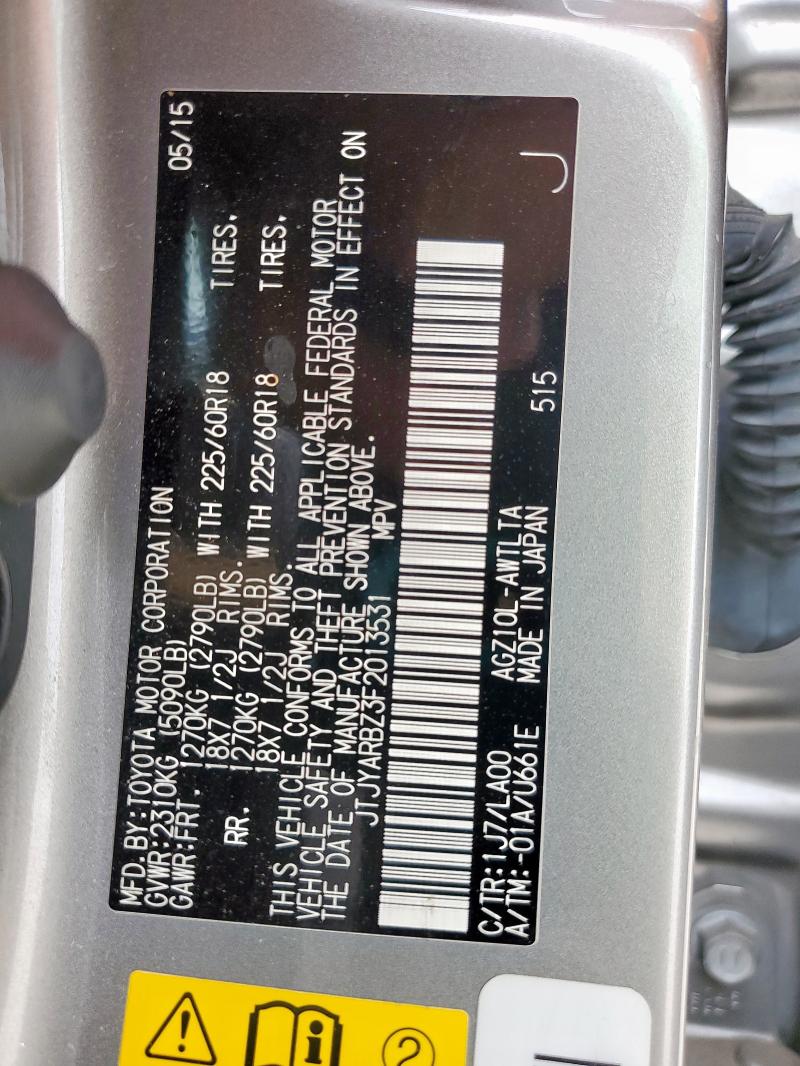 MFD.BY:TOYOTA MOTOR CORPORATION 05/15
GVWR:2310KG (5090LB)
GAWR:FRT. 1270KG (2790LB) WITH 225/60R18 TIRES.
18X7 1/2J RIMS.
RR. 1270KG (2790LB) WITH 225/60R18 TIRES.
18X7 1/2J RIMS.
THIS VEHICLE CONFORMS TO ALL APPLICABLE FEDERAL MOTOR
VEHICLE SAFETY AND THEFT PREVENTION STANDARDS IN EFFECT ON
THE DATE OF MANUFACTURE SHOWN ABOVE.
JTJYARBZ3F2013531 MPV
J
C/TR:1J7/LA00 AGZ10L-AWTLTA 515
A/TM:-01A/U661E MADE IN JAPAN